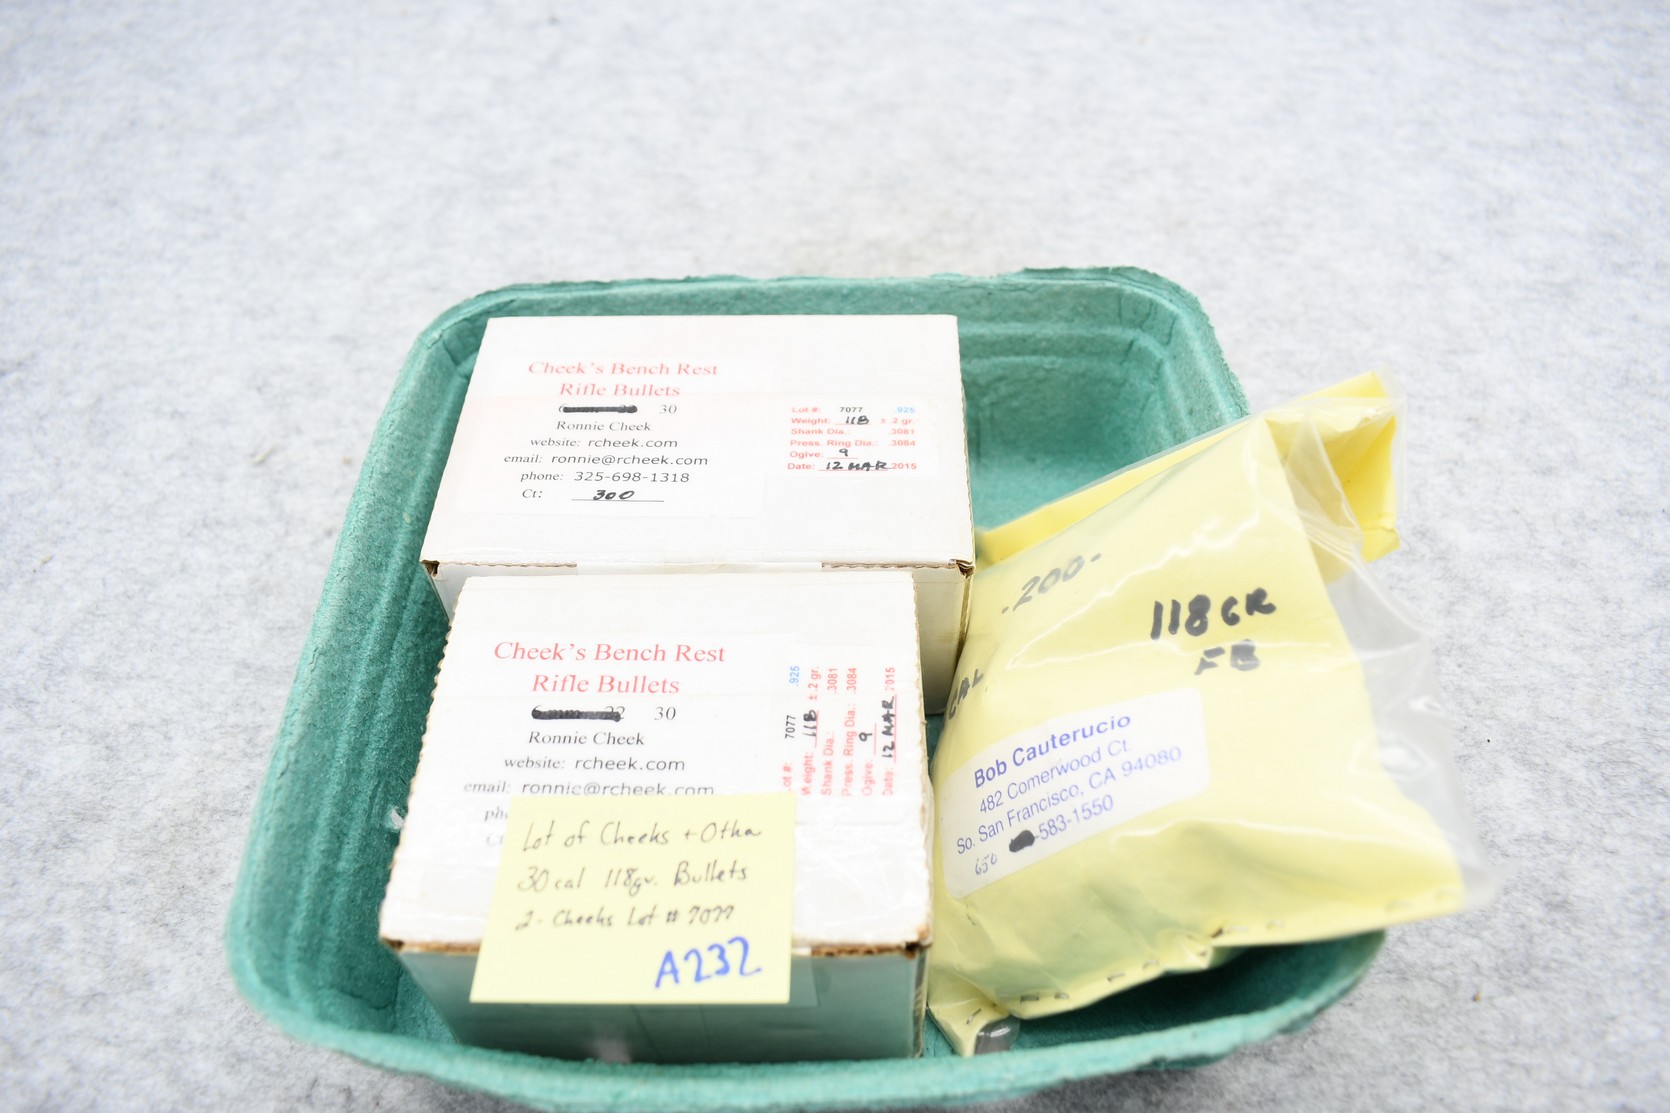 Cheek's Bench Rest
Rifle Bullets
30
Ronnie Cheek
website: rcheek.com
email: ronnie@rcheek.com
phone: 325-698-1318
Ct: 300
Lot #: 7077 .925
Weight: 118 ± .2 gr.
Shank Dia.: .3081
Press. Ring Dia.: .3084
Ogive: 9
Date: 12 MAR 2015
Cheek's Bench Rest
Rifle Bullets
30
Ronnie Cheek
website: rcheek.com
email: ronnie@rcheek.com
Lot #: 7077 .925
Weight: 118 ± .2 gr.
Shank Dia.: .3081
Press. Ring Dia.: .3084
Ogive: 9
Date: 12 MAR 2015
Lot of Cheeks + Other
30 cal 118gr. Bullets
2- Cheeks Lot # 7077
A232
.200-
118 GR
FB
CAL
Bob Cauterucio
482 Comerwood Ct.
So. San Francisco, CA 94080
650 -583-1550